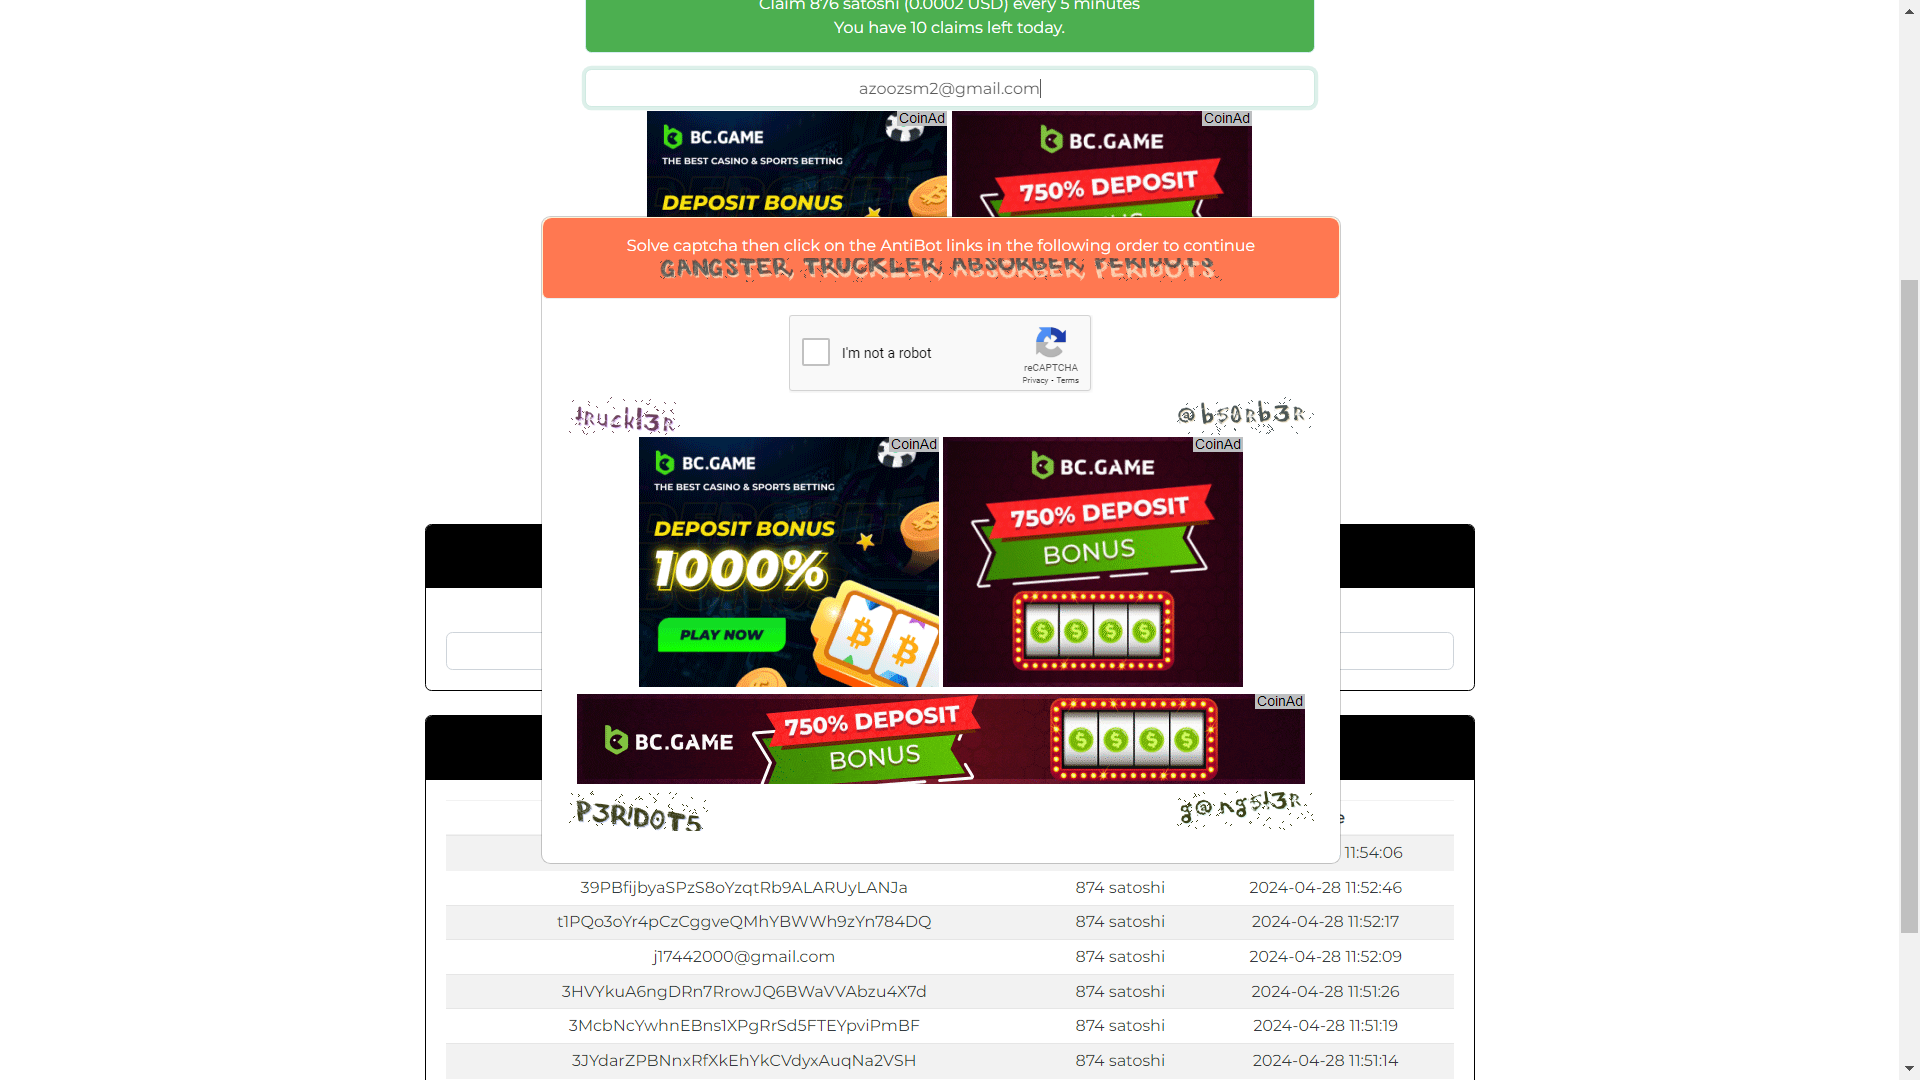 Claim 876 satoshi (0.0002 USD) every 5 minutes
You have 10 claims left today.
azoozsm2@gmail.com
CoinAd
BC.GAME
THE BEST CASINO & SPORTS BETTING
DEPOSIT BONUS
CoinAd
BC.GAME
750% DEPOSIT
Solve captcha then click on the AntiBot links in the following order to continue
GANGSTER, TRUCKLER, ABSORBER, PERIDOTS
I'm not a robot
reCAPTCHA
Privacy - Terms
truckl3r
@b50rb3r
CoinAd
BC.GAME
THE BEST CASINO & SPORTS BETTING
DEPOSIT BONUS
1000%
PLAY NOW
CoinAd
BC.GAME
750% DEPOSIT
BONUS
CoinAd
BC.GAME
750% DEPOSIT
BONUS
P3RIDOT5
g@ng5t3r
11:54:06
39PBfijbyaSPzS8oYzqtRb9ALARUyLANJa 874 satoshi 2024-04-28 11:52:46
t1PQo3oYr4pCzCggveQMhYBWWh9zYn784DQ 874 satoshi 2024-04-28 11:52:17
j17442000@gmail.com 874 satoshi 2024-04-28 11:52:09
3HVYkuA6ngDRn7RrowJQ6BWaVVAbzu4X7d 874 satoshi 2024-04-28 11:51:26
3McbNcYwhnEBns1XPgRrSd5FTEYpviPmBF 874 satoshi 2024-04-28 11:51:19
3JYdarZPBNnxRfXkEhYkCVdyxAuqNa2VSH 874 satoshi 2024-04-28 11:51:14